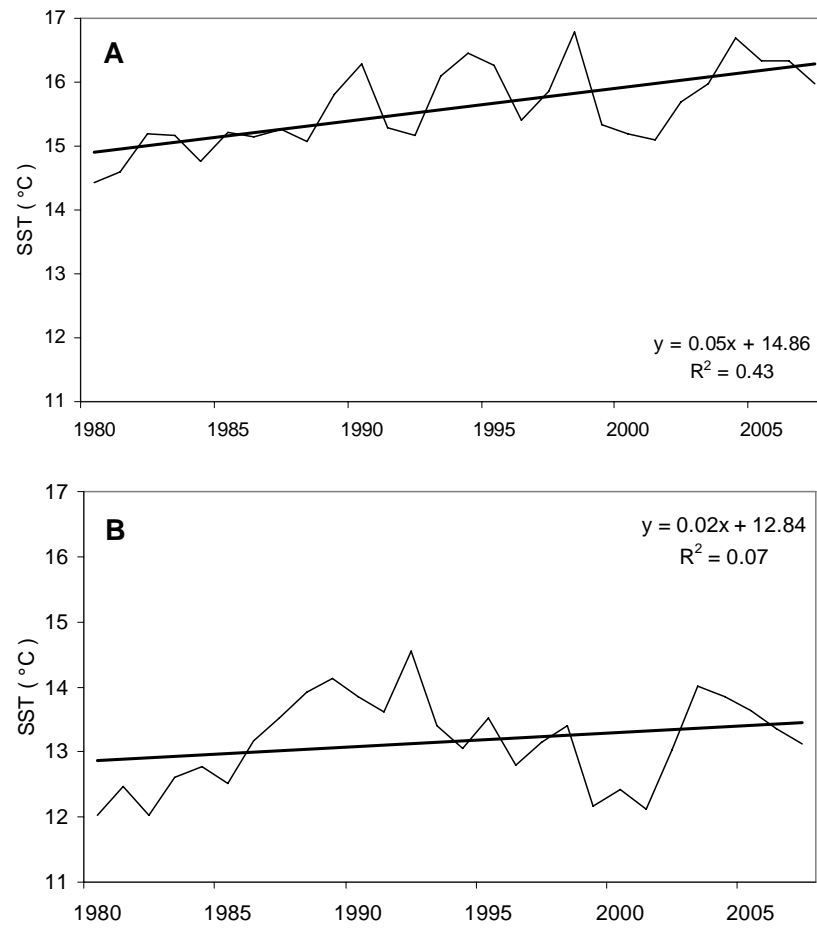 17
A
16
15
14
13
12
11
SST ( °C )
y = 0.05x + 14.86
R² = 0.43
1980 1985 1990 1995 2000 2005
17
B
16
15
14
13
12
11
SST ( °C )
y = 0.02x + 12.84
R² = 0.07
1980 1985 1990 1995 2000 2005